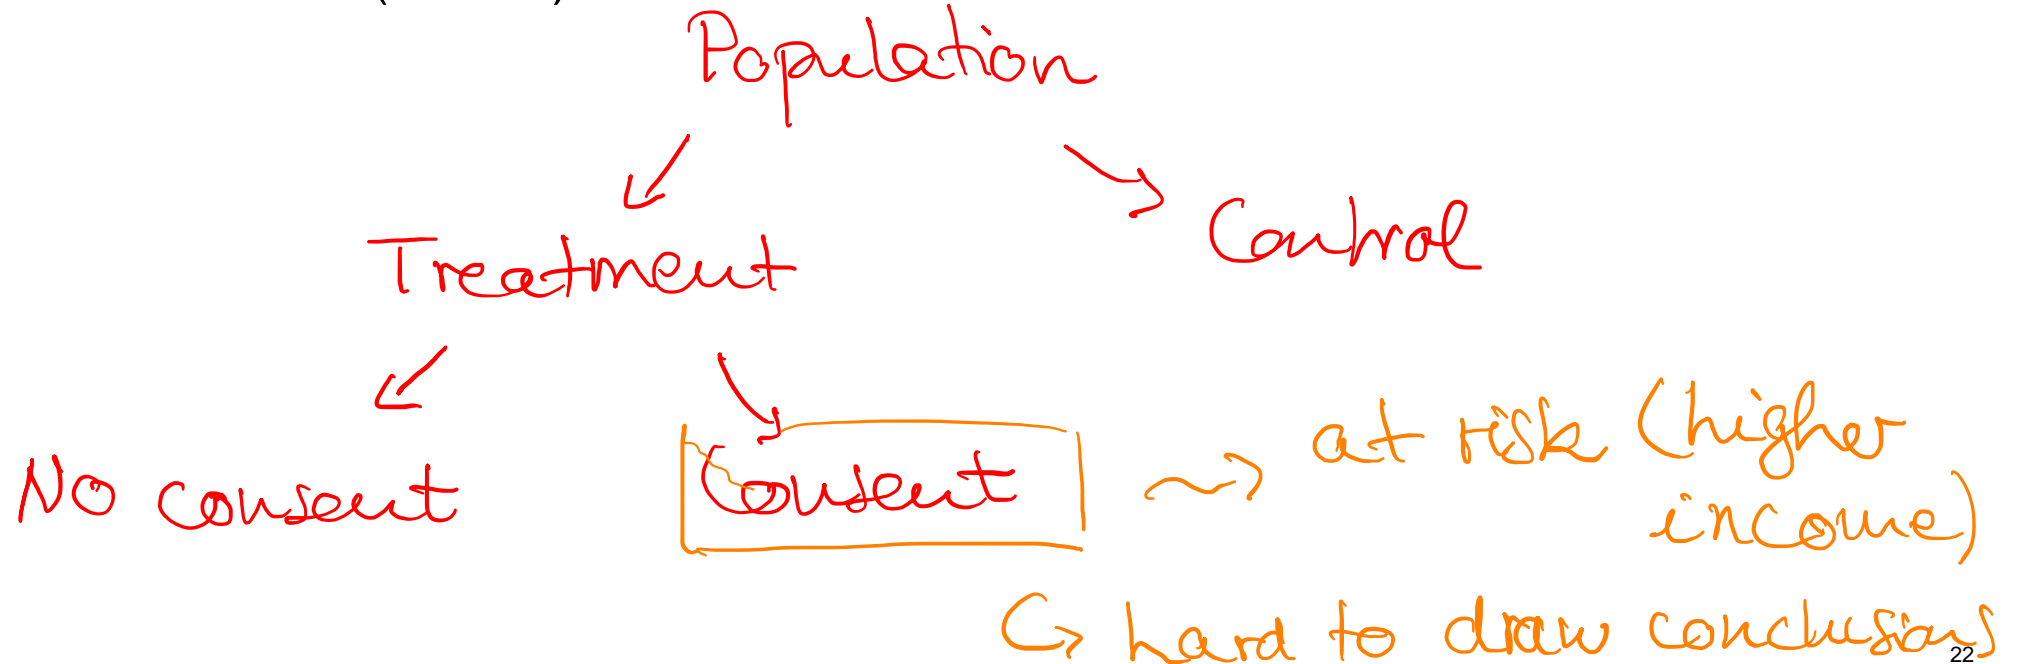 Population
Treatment
Control
No consent
Consent
at risk (higher
income)
hard to draw conclusions
22